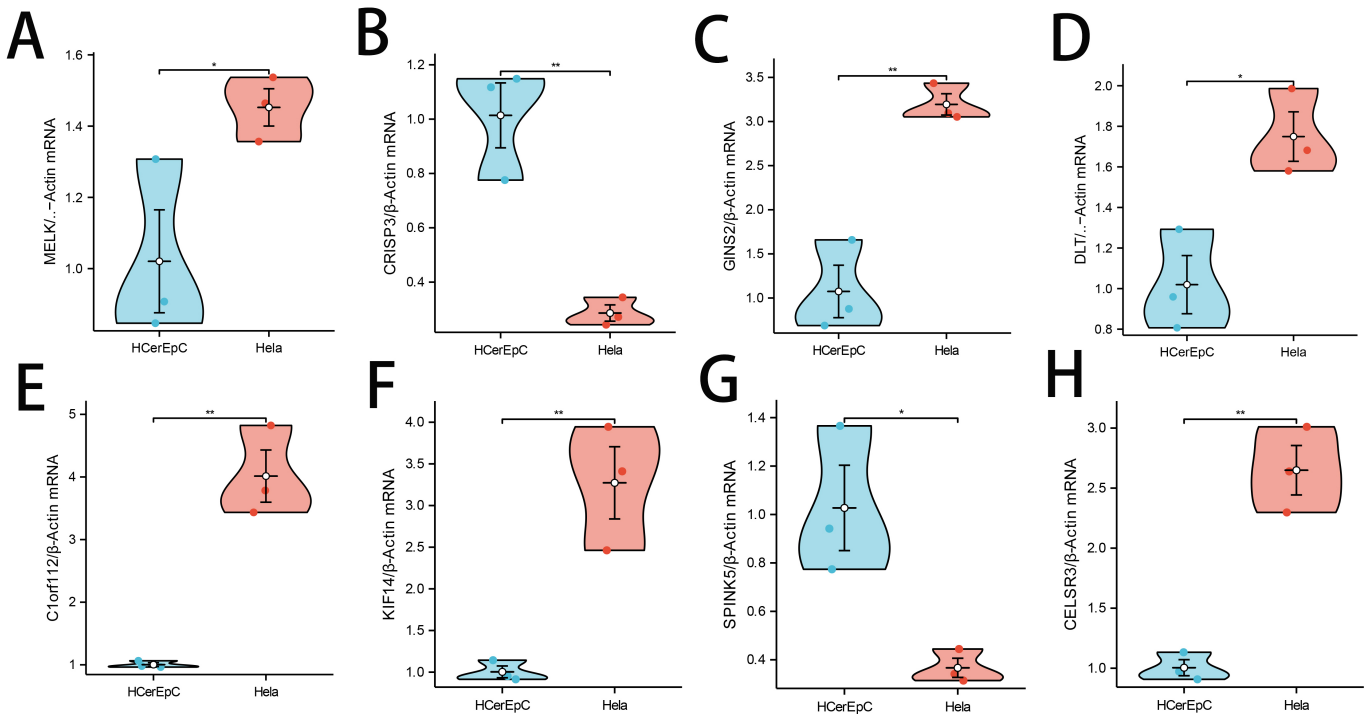 A
MELK/..−Actin mRNA
1.6
1.4
1.2
1.0
*
HCerEpC
Hela
B
CRISP3/β-Actin mRNA
1.2
1.0
0.8
0.6
0.4
**
HCerEpC
Hela
C
GINS2/β-Actin mRNA
3.5
3.0
2.5
2.0
1.5
1.0
**
HCerEpC
Hela
D
DLT/..−Actin mRNA
2.0
1.8
1.6
1.4
1.2
1.0
0.8
*
HCerEpC
Hela
E
C1orf112/β-Actin mRNA
5
4
3
2
1
**
HCerEpC
Hela
F
KIF14/β-Actin mRNA
4.0
3.5
3.0
2.5
2.0
1.5
1.0
**
HCerEpC
Hela
G
SPINK5/β-Actin mRNA
1.4
1.2
1.0
0.8
0.6
0.4
*
HCerEpC
Hela
H
CELSR3/β-Actin mRNA
3.0
2.5
2.0
1.5
1.0
**
HCerEpC
Hela